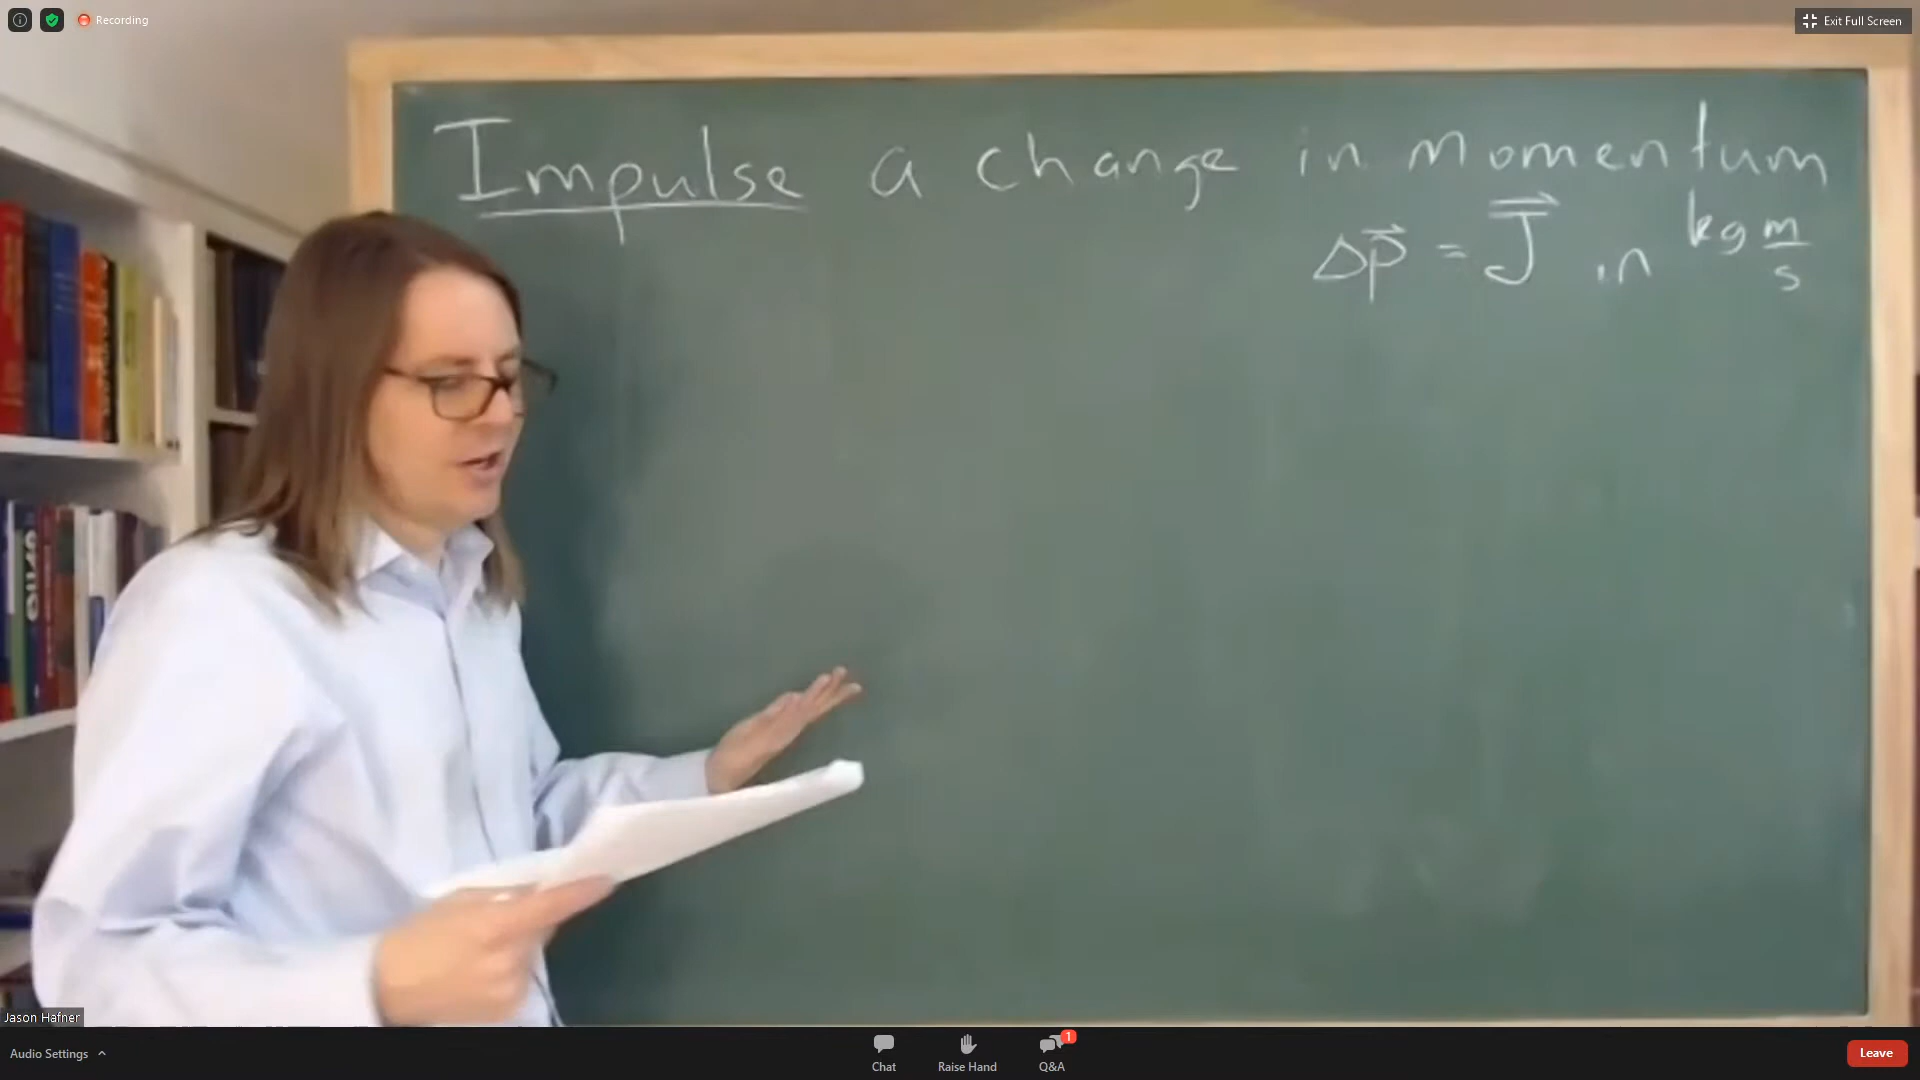 Recording
Exit Full Screen
Impulse a change in momentum
Δp⃗ = J⃗ in kg m/s
Jason Hafner
Audio Settings
Chat
Raise Hand
1
Q&A
Leave